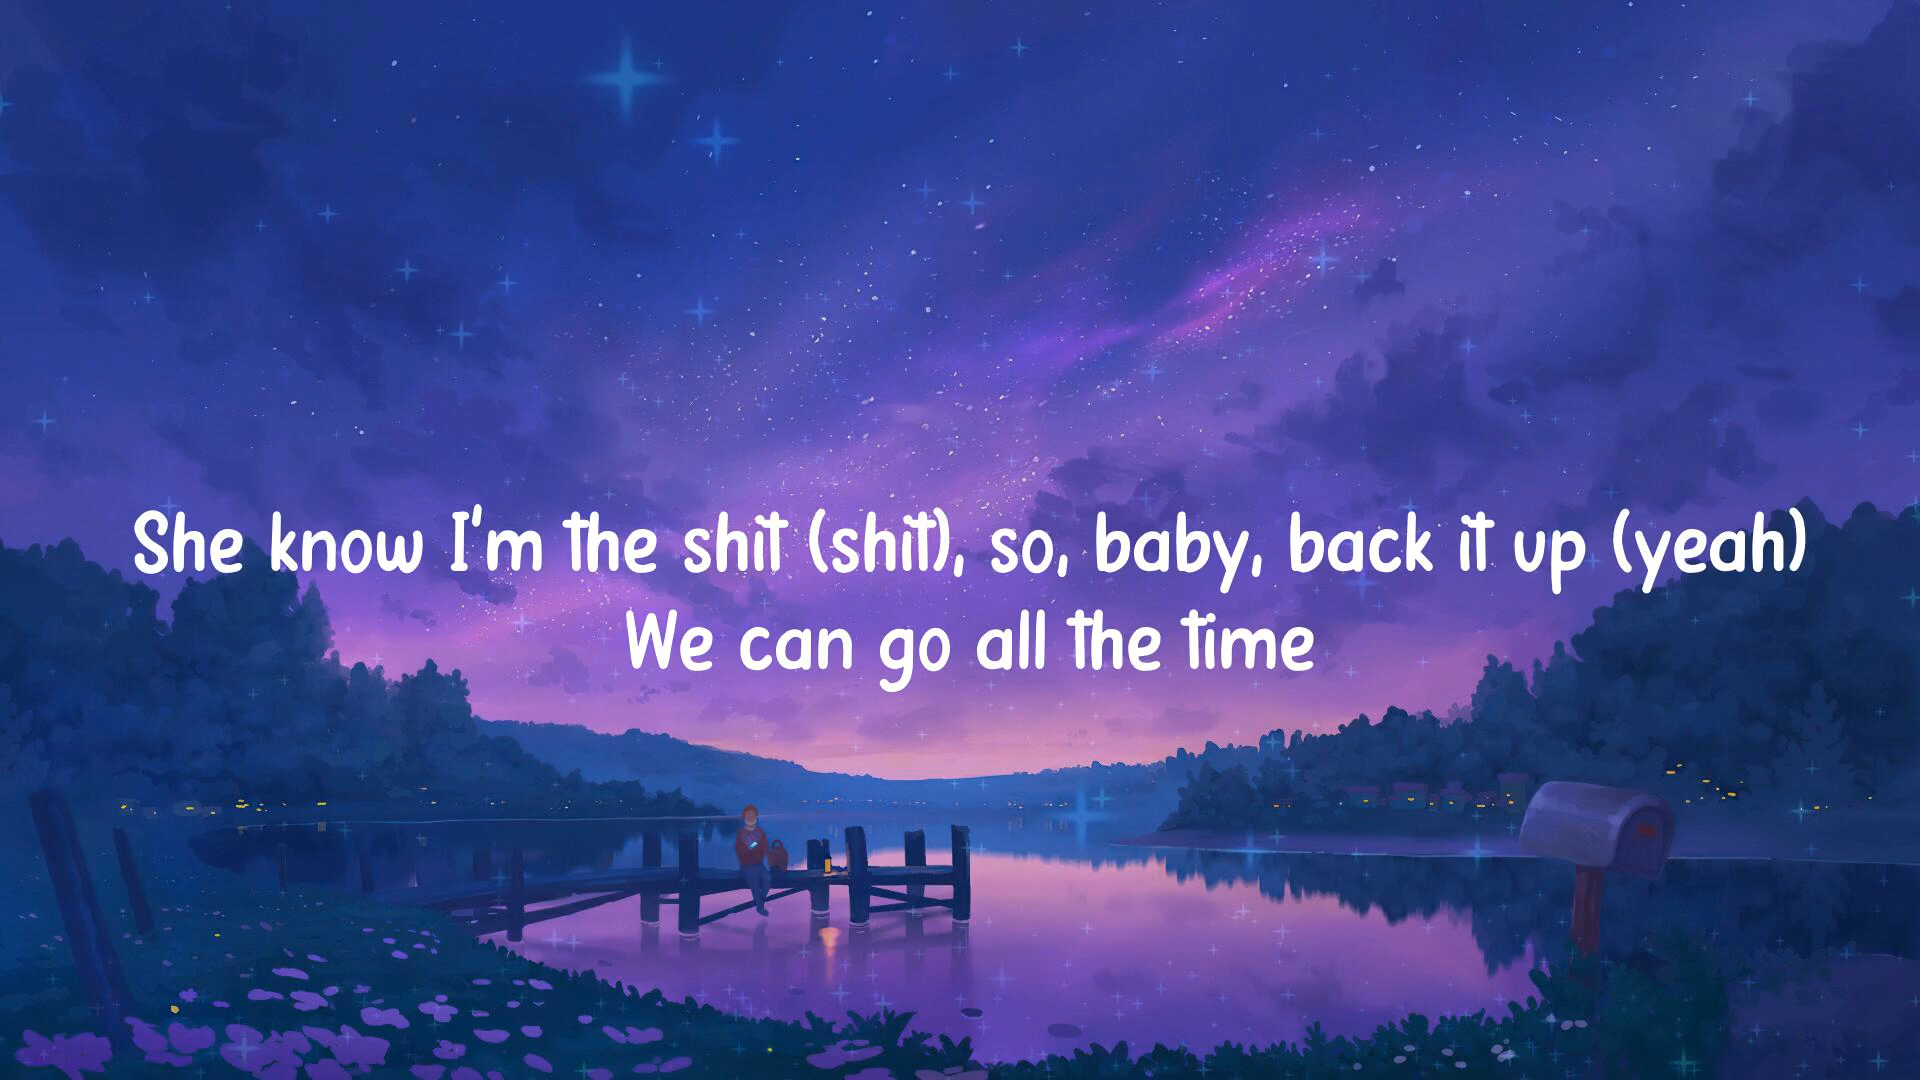 She know I'm the shit (shit), so, baby, back it up (yeah)
We can go all the time